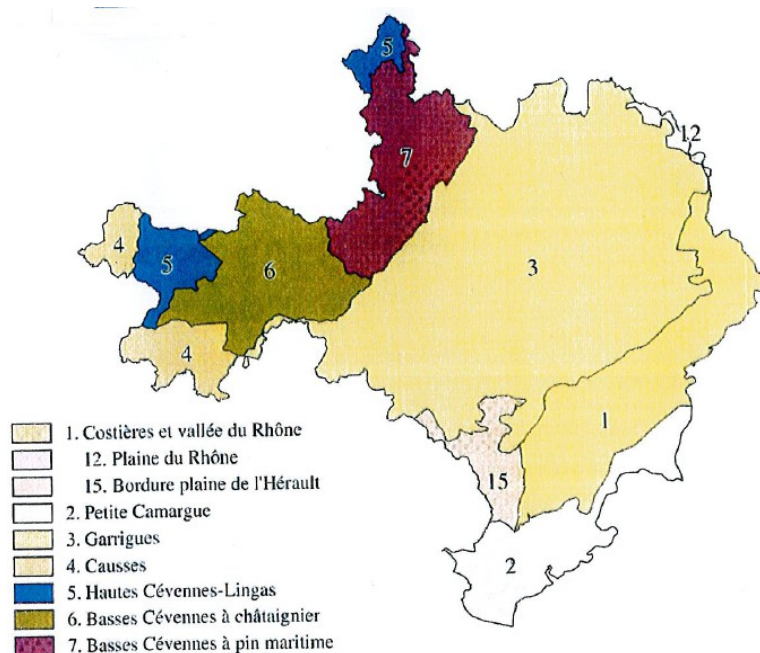 5
12
7
4
5
6
3
4
1
15
2
1. Costières et vallée du Rhône
12. Plaine du Rhône
15. Bordure plaine de l'Hérault
2. Petite Camargue
3. Garrigues
4. Causses
5. Hautes Cévennes-Lingas
6. Basses Cévennes à châtaignier
7. Basses Cévennes à pin maritime